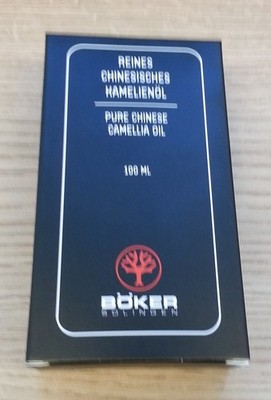 REINES
CHINESISCHES
KAMELIENÖL
PURE CHINESE
CAMELLIA OIL
100 ML
BÖKER
SOLINGEN